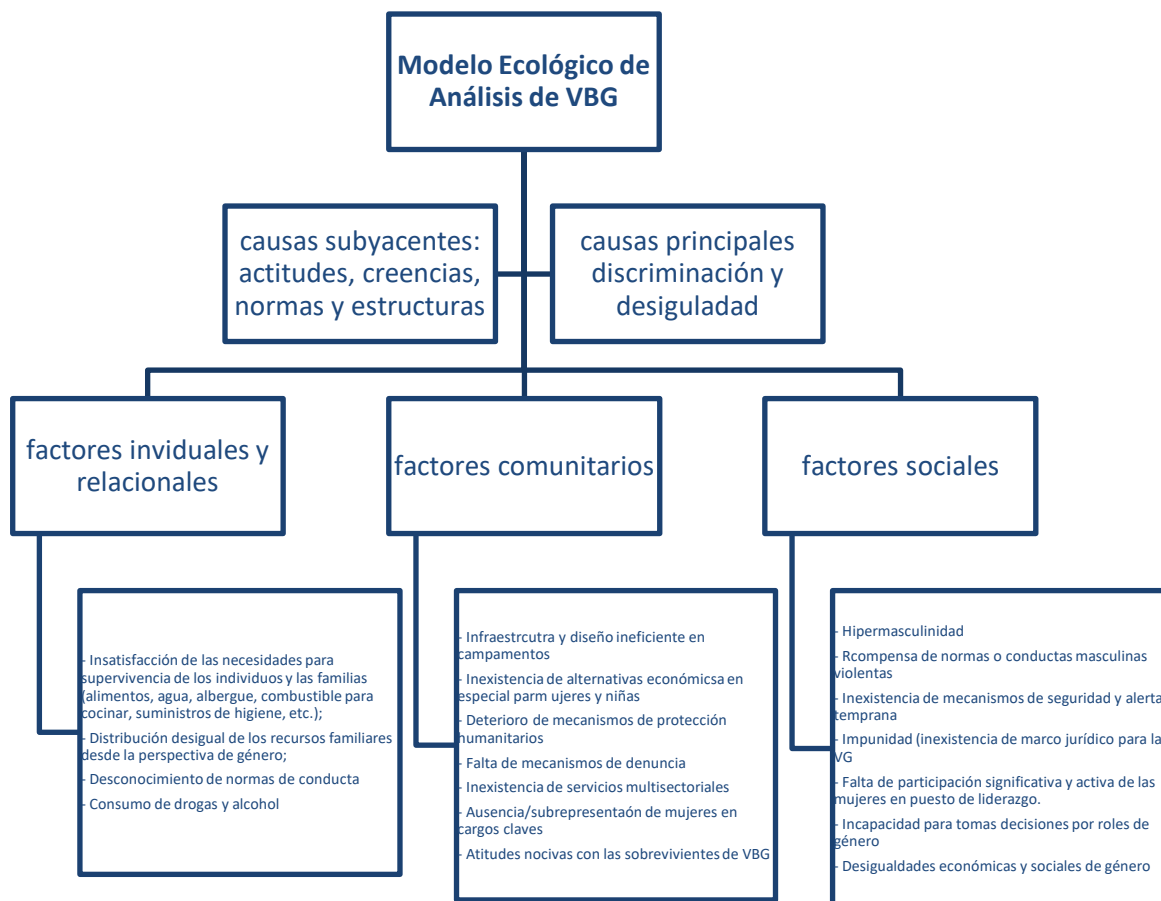 Modelo Ecológico de
Análisis de VBG
causas subyacentes:
actitudes, creencias,
normas y estructuras
causas principales
discriminación y
desiguladad
factores inviduales y
relacionales
factores comunitarios
factores sociales
- Insatisfacción de las necesidades para
supervivencia de los individuos y las familias
(alimentos, agua, albergue, combustible para
cocinar, suministros de higiene, etc.);
- Distribución desigual de los recursos familiares
desde la perspectiva de género;
- Desconocimiento de normas de conducta
- Consumo de drogas y alcohol
- Infraestrcutra y diseño ineficiente en
campamentos
- Inexistencia de alternativas económicsa en
especial parm ujeres y niñas
- Deterioro de mecanismos de protección
humanitarios
- Falta de mecanismos de denuncia
- Inexistencia de servicios multisectoriales
- Ausencia/subrepresentaón de mujeres en
cargos claves
- Atitudes nocivas con las sobrevivientes de VBG
- Hipermasculinidad
- Rcompensa de normas o conductas masculinas
violentas
- Inexistencia de mecanismos de seguridad y alerta
temprana
- Impunidad (inexistencia de marco jurídico para la
VG
- Falta de participación significativa y activa de las
mujeres en puesto de liderazgo.
- Incapacidad para tomas decisiones por roles de
género
- Desigualdades económicas y sociales de género